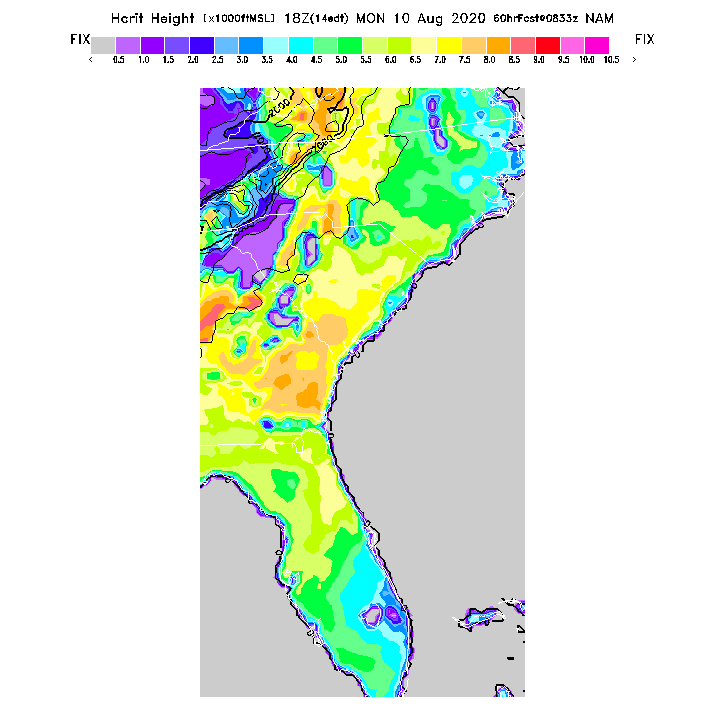 Hcrit Height [x1000ftMSL] 18Z(14edt) MON 10 Aug 2020 60hrFcst@0833z NAM
FIX FIX
< 0.5 1.0 1.5 2.0 2.5 3.0 3.5 4.0 4.5 5.0 5.5 6.0 6.5 7.0 7.5 8.0 8.5 9.0 9.5 10.0 10.5 >
2000